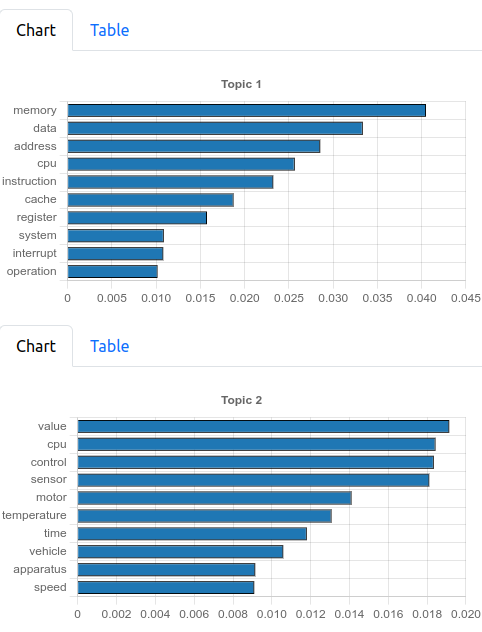 Chart Table
Topic 1
memory
data
address
cpu
instruction
cache
register
system
interrupt
operation
0 0.005 0.010 0.015 0.020 0.025 0.030 0.035 0.040 0.045
Chart Table
Topic 2
value
cpu
control
sensor
motor
temperature
time
vehicle
apparatus
speed
0 0.002 0.004 0.006 0.008 0.010 0.012 0.014 0.016 0.018 0.020